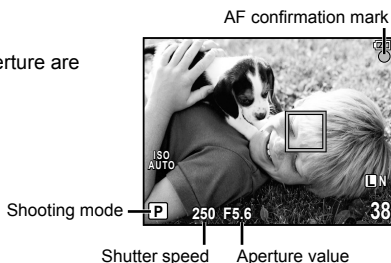 AF confirmation mark
erture are
ISO
AUTO
L N
Shooting mode P 250 F5.6 38
Shutter speed Aperture value